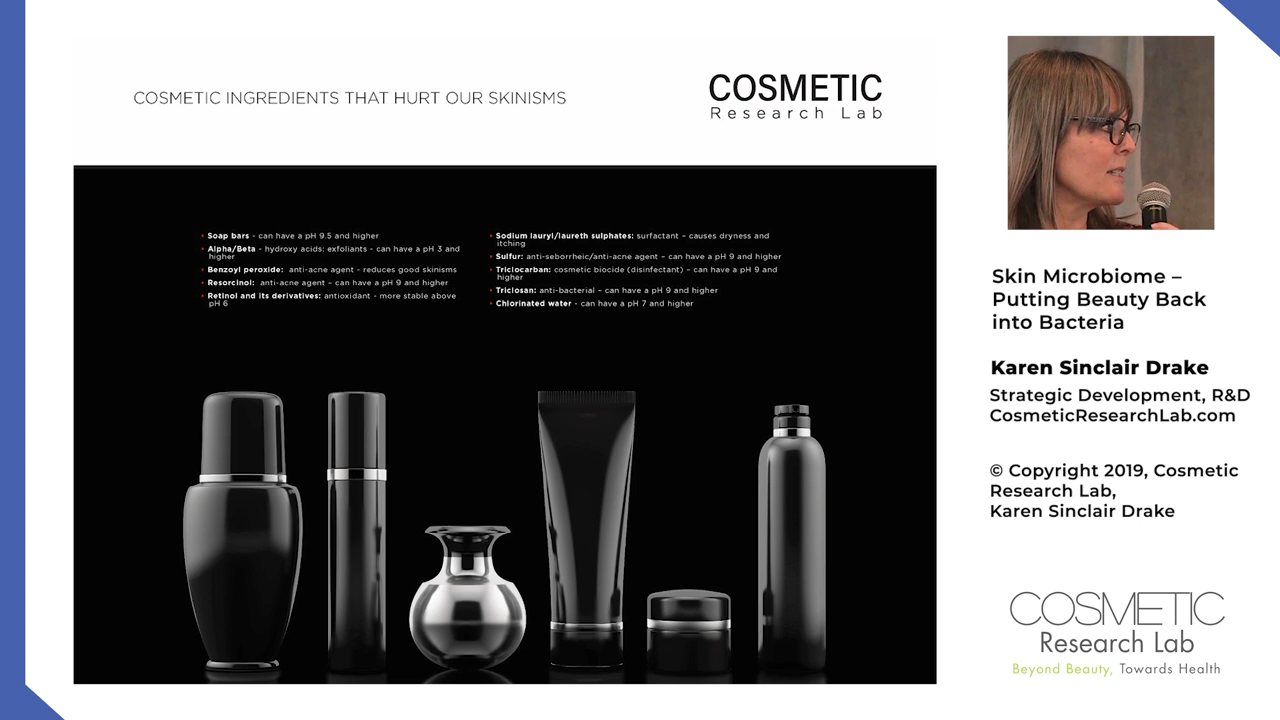 COSMETIC INGREDIENTS THAT HURT OUR SKINISMS
COSMETIC
Research Lab
• Soap bars - can have a pH 9.5 and higher
• Alpha/Beta - hydroxy acids: exfoliants - can have a pH 3 and
higher
• Benzoyl peroxide: anti-acne agent - reduces good skinisms
• Resorcinol: anti-acne agent – can have a pH 9 and higher
• Retinol and its derivatives: antioxidant - more stable above
pH 6
• Sodium lauryl/laureth sulphates: surfactant – causes dryness and
itching
• Sulfur: anti-seborrheic/anti-acne agent – can have a pH 9 and higher
• Triclocarban: cosmetic biocide (disinfectant) – can have a pH 9 and
higher
• Triclosan: anti-bacterial – can have a pH 9 and higher
• Chlorinated water - can have a pH 7 and higher
Skin Microbiome –
Putting Beauty Back
into Bacteria
Karen Sinclair Drake
Strategic Development, R&D
CosmeticResearchLab.com
© Copyright 2019, Cosmetic
Research Lab,
Karen Sinclair Drake
COSMETIC
Research Lab
Beyond Beauty, Towards Health